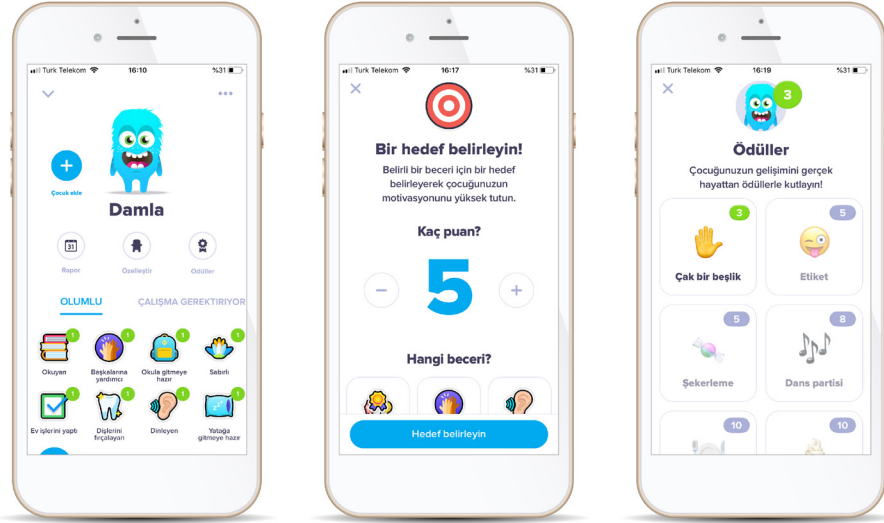 Turk Telekom 16:10 %31
Çocuk ekle
Damla
31
Rapor Özelleştir Ödüller
OLUMLU ÇALIŞMA GEREKTIRIYOR
1 1 1 1
Okuyan Başkalarına yardımcı Okula gitmeye hazır Sabırlı
1 1 1 1
Ev işlerini yaptı Dişlerini fırçalayan Dinleyen Yatağa gitmeye hazır
Turk Telekom 16:17 %31
Bir hedef belirleyin!
Belirli bir beceri için bir hedef
belirleyerek çocuğunuzun
motivasyonunu yüksek tutun.
Kaç puan?
5
Hangi beceri?
Hedef belirleyin
Turk Telekom 16:19 %31
3
Ödüller
Çocuğunuzun gelişimini gerçek
hayattan ödüllerle kutlayın!
3 5
Çak bir beşlik Etiket
5 8
Şekerleme Dans partisi
10 10